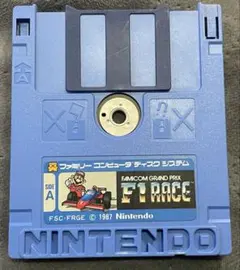 ファミリー コンピュータ ディスク システム
SIDE
A
FAMICOM GRAND PRIX
F1 RACE
FSC-FRGE © 1987 Nintendo
NINTENDO